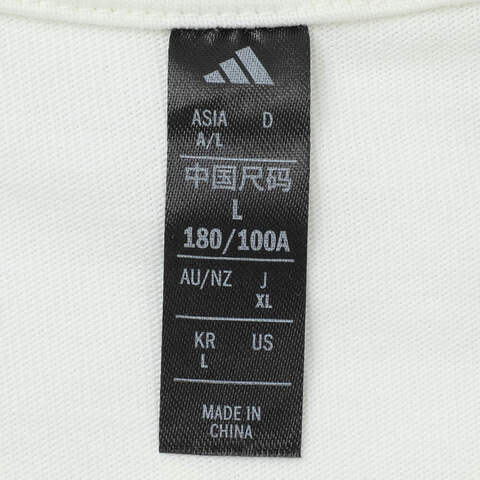 ASIA D
A/L
中国尺码
L
180/100A
AU/NZ J
XL
KR US
L
MADE IN
CHINA